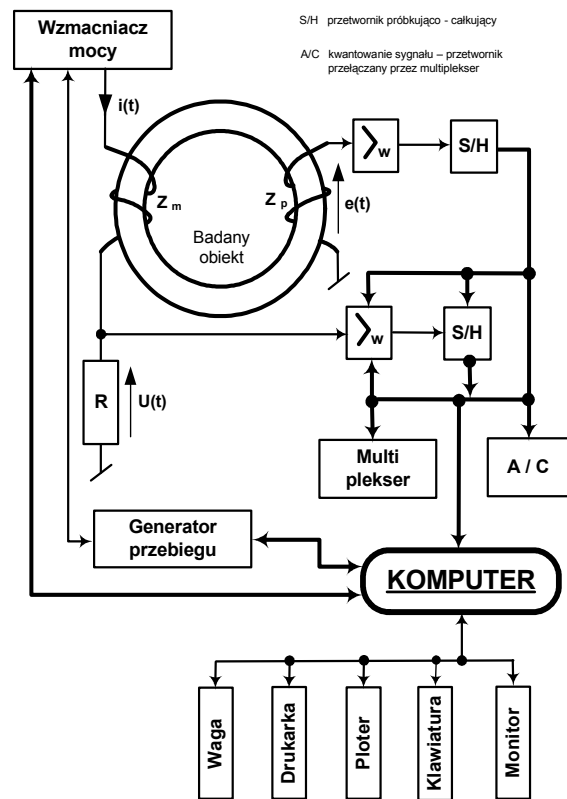 Wzmacniacz
mocy
S/H przetwornik próbkująco - całkujący
A/C kwantowanie sygnału – przetwornik
przełączany przez multiplekser
i(t)
w
S/H
Z m
Z p
e(t)
Badany
obiekt
w
S/H
R
U(t)
Multi
plekser
A / C
Generator
przebiegu
KOMPUTER
Waga
Drukarka
Ploter
Klawiatura
Monitor